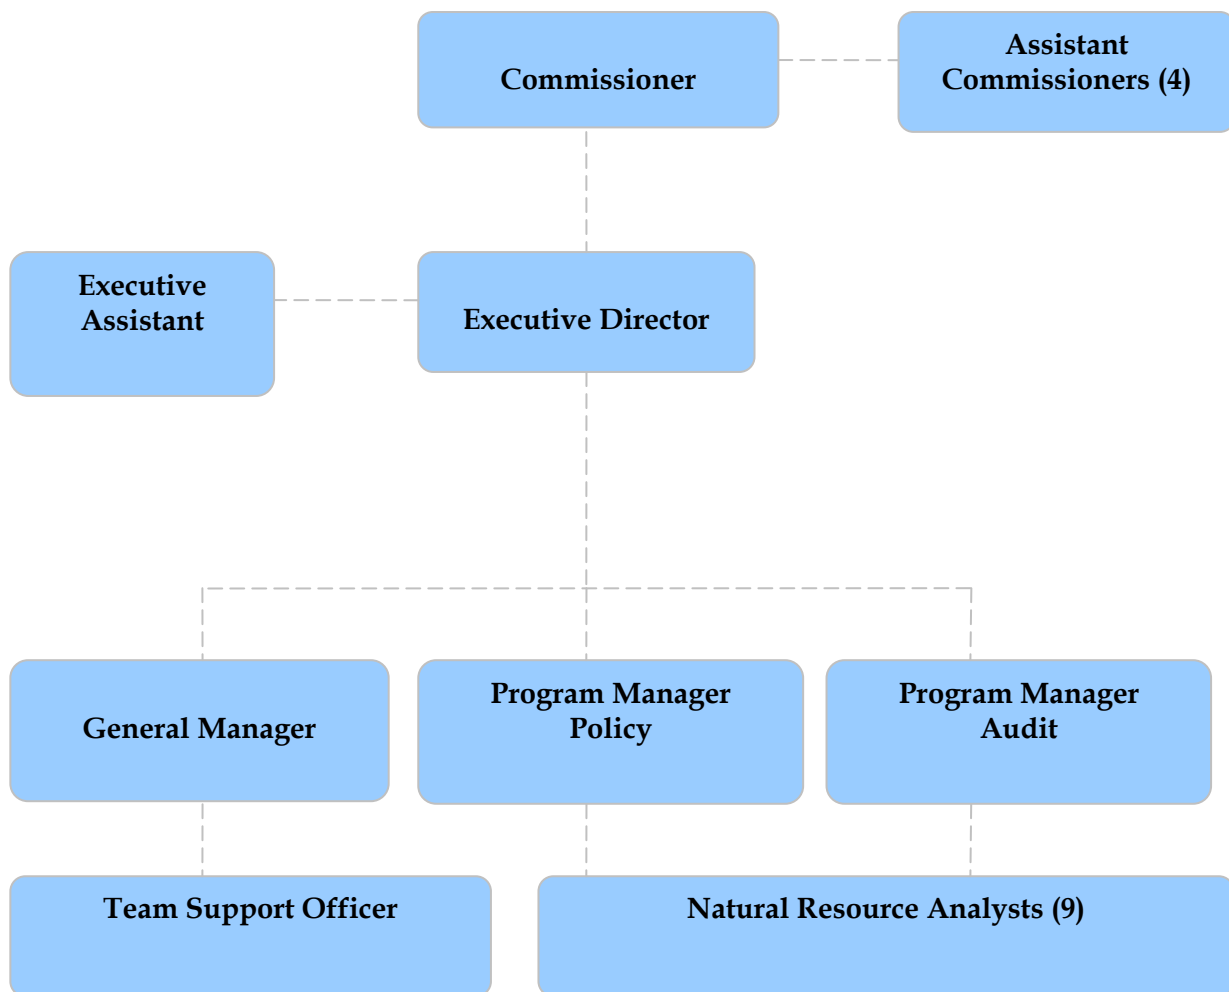 Commissioner
Assistant
Commissioners (4)
Executive
Assistant
Executive Director
General Manager
Program Manager
Policy
Program Manager
Audit
Team Support Officer
Natural Resource Analysts (9)